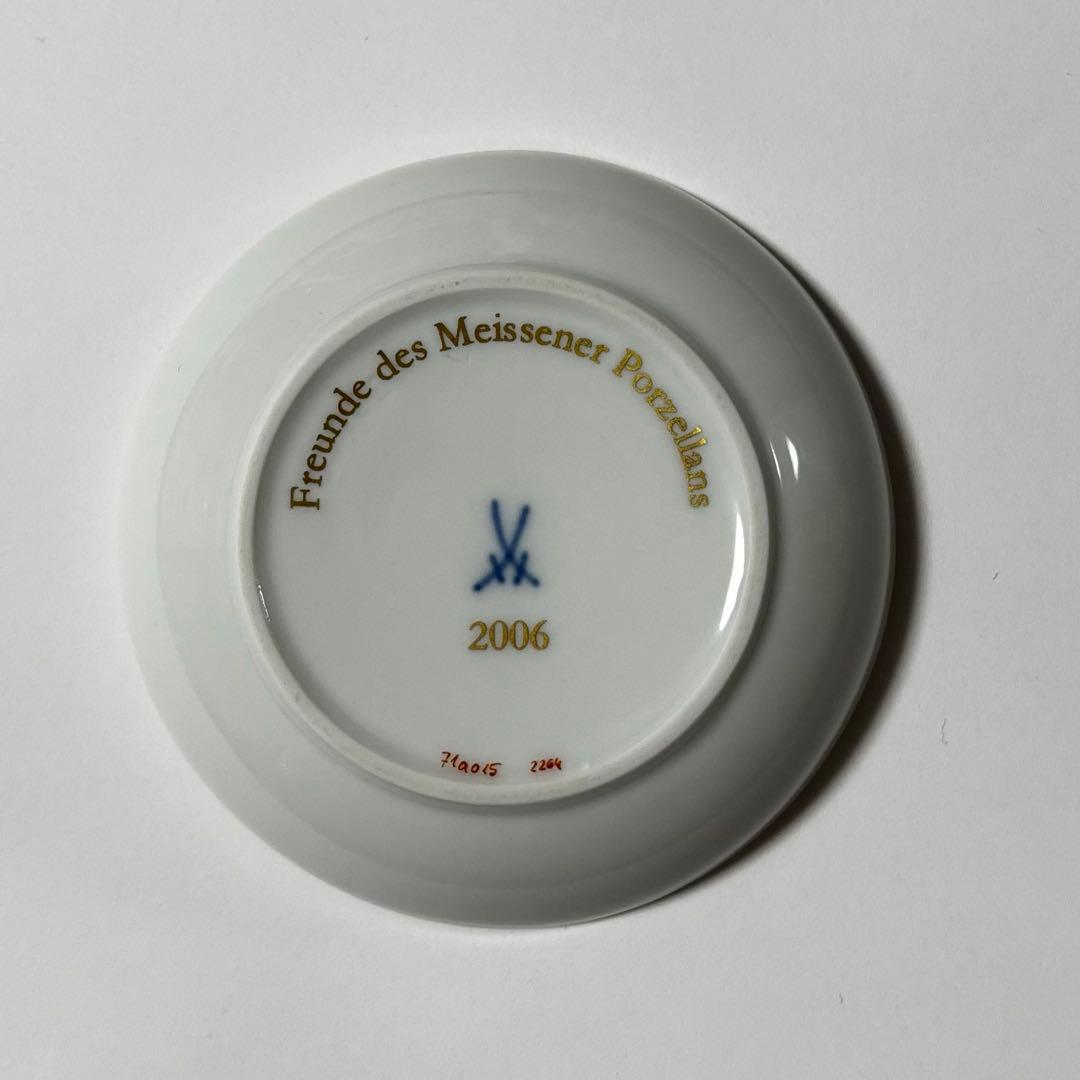 Freunde des Meissener Porzellans
2006
71a015 2264